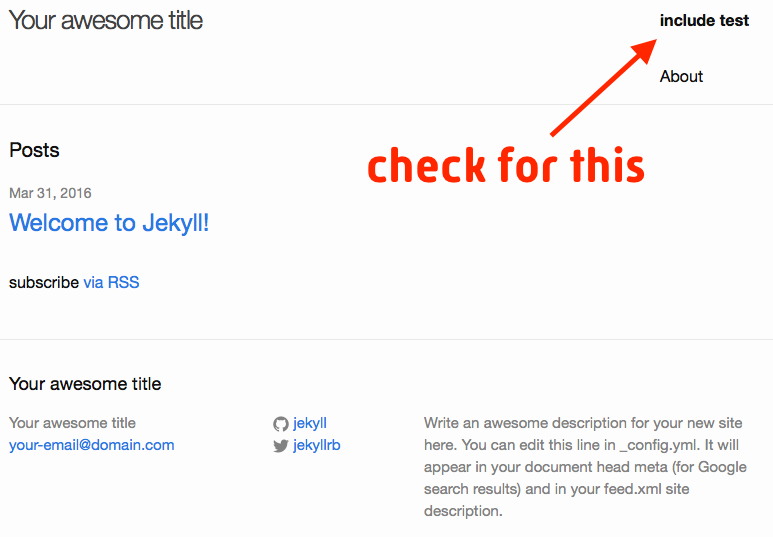 Your awesome title
include test
About
check for this
Posts
Mar 31, 2016
Welcome to Jekyll!
subscribe via RSS
Your awesome title
Your awesome title
your-email@domain.com
jekyll
jekyllrb
Write an awesome description for your new site
here. You can edit this line in _config.yml. It will
appear in your document head meta (for Google
search results) and in your feed.xml site
description.